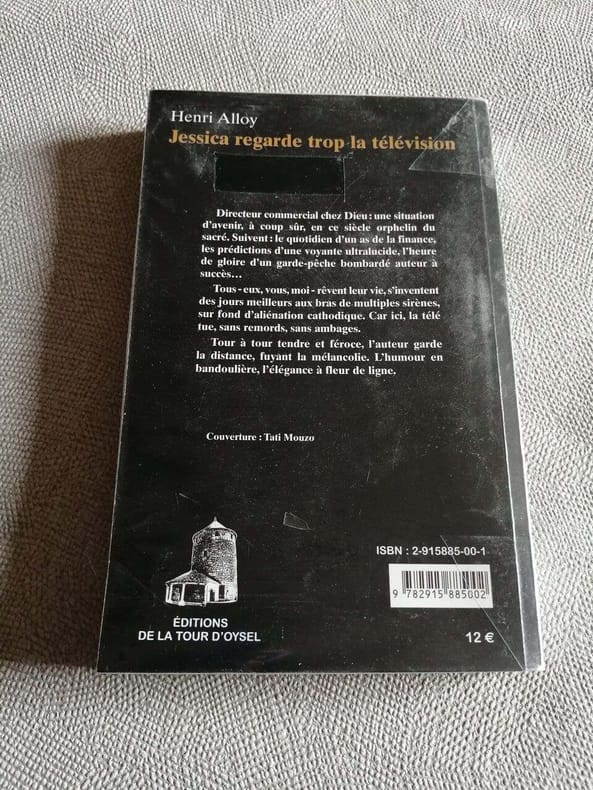 Henri Alloy
Jessica regarde trop la télévision
Directeur commercial chez Dieu : une situation
d'avenir, à coup sûr, en ce siècle orphelin du
sacré. Suivent : le quotidien d'un as de la finance,
les prédictions d'une voyante ultralucide, l'heure
de gloire d'un garde-pêche bombardé auteur à
succès…
Tous - eux, vous, moi - rêvent leur vie, s'inventent
des jours meilleurs aux bras de multiples sirènes,
sur fond d'aliénation cathodique. Car ici, la télé
tue, sans remords, sans ambages.
Tour à tour tendre et féroce, l'auteur garde
la distance, fuyant la mélancolie. L'humour en
bandoulière, l'élégance à fleur de ligne.
Couverture : Tati Mouzo
ISBN : 2-915885-00-1
9 782915 885002
ÉDITIONS
DE LA TOUR D'OYSEL
12 €